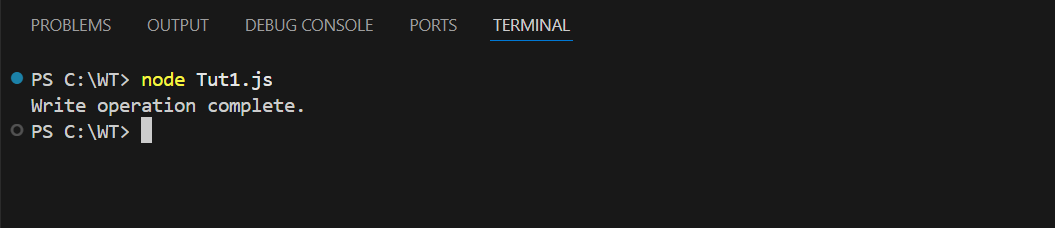 PROBLEMS OUTPUT DEBUG CONSOLE PORTS TERMINAL
PS C:\WT> node Tut1.js
Write operation complete.
PS C:\WT>